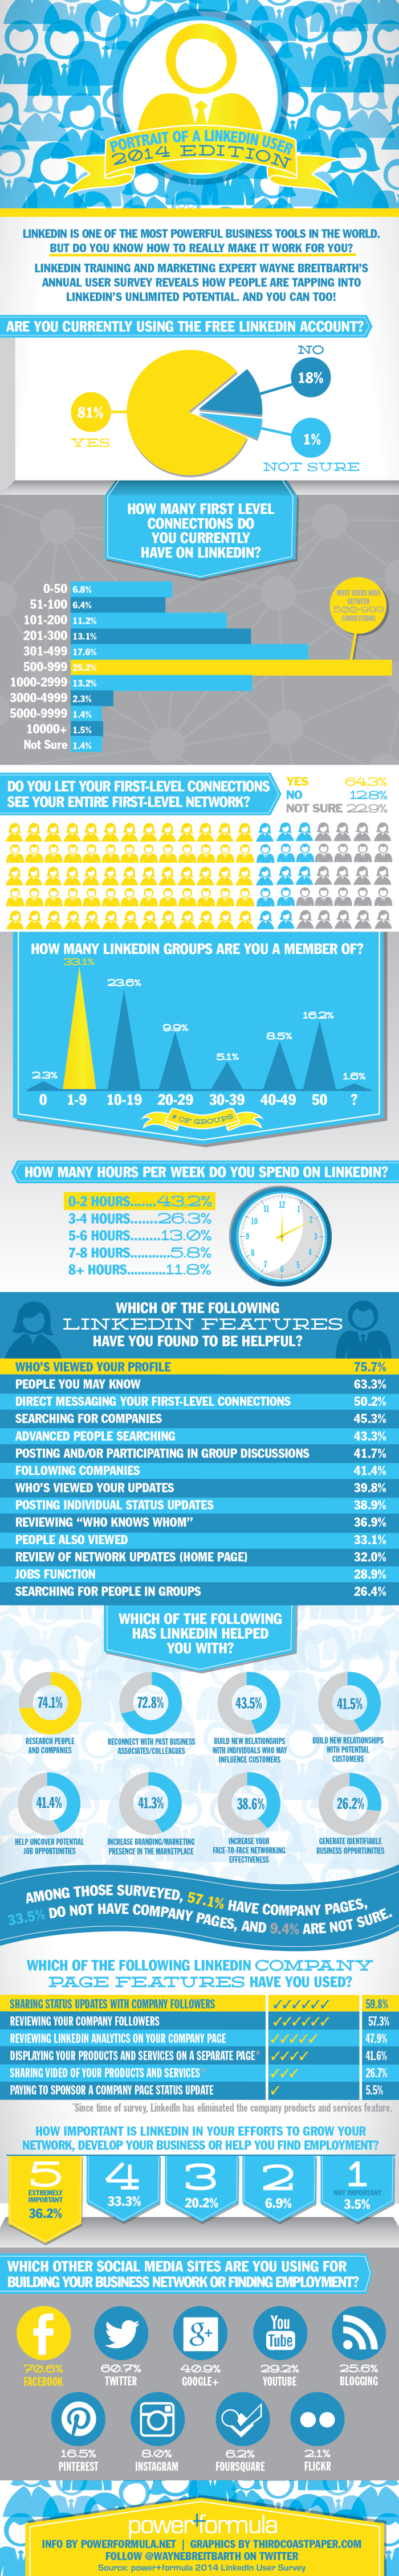 PORTRAIT OF A LINKEDIN USER
2014 EDITION
LINKEDIN IS ONE OF THE MOST POWERFUL BUSINESS TOOLS IN THE WORLD.
BUT DO YOU KNOW HOW TO REALLY MAKE IT WORK FOR YOU?
LINKEDIN TRAINING AND MARKETING EXPERT WAYNE BREITBARTH'S
ANNUAL USER SURVEY REVEALS HOW PEOPLE ARE TAPPING INTO
LINKEDIN'S UNLIMITED POTENTIAL. AND YOU CAN TOO!
ARE YOU CURRENTLY USING THE FREE LINKEDIN ACCOUNT?
NO
18%
81%
YES
1%
NOT SURE
HOW MANY FIRST LEVEL
CONNECTIONS DO
YOU CURRENTLY
HAVE ON LINKEDIN?
0-50 6.8%
51-100 6.4%
101-200 11.2%
201-300 13.1%
301-499 17.6%
500-999 25.2%
1000-2999 13.2%
3000-4999 2.3%
5000-9999 1.4%
10000+ 1.5%
Not Sure 1.4%
MOST USERS HAVE
BETWEEN
500-999
CONNECTIONS
DO YOU LET YOUR FIRST-LEVEL CONNECTIONS
SEE YOUR ENTIRE FIRST-LEVEL NETWORK?
YES 64.3%
NO 12.8%
NOT SURE 22.9%
HOW MANY LINKEDIN GROUPS ARE YOU A MEMBER OF?
33.1%
23.6%
9.9%
5.1%
8.5%
16.2%
2.3%
1.6%
0 1-9 10-19 20-29 30-39 40-49 50 ?
# OF GROUPS
HOW MANY HOURS PER WEEK DO YOU SPEND ON LINKEDIN?
0-2 HOURS.......43.2%
3-4 HOURS.......26.3%
5-6 HOURS.......13.0%
7-8 HOURS..........5.8%
8+ HOURS..........11.8%
12
11 1
10 2
9 3
8 4
7 5
6
WHICH OF THE FOLLOWING
LINKEDIN FEATURES
HAVE YOU FOUND TO BE HELPFUL?
WHO'S VIEWED YOUR PROFILE 75.7%
PEOPLE YOU MAY KNOW 63.3%
DIRECT MESSAGING YOUR FIRST-LEVEL CONNECTIONS 50.2%
SEARCHING FOR COMPANIES 45.3%
ADVANCED PEOPLE SEARCHING 43.3%
POSTING AND/OR PARTICIPATING IN GROUP DISCUSSIONS 41.7%
FOLLOWING COMPANIES 41.4%
WHO'S VIEWED YOUR UPDATES 39.8%
POSTING INDIVIDUAL STATUS UPDATES 38.9%
REVIEWING "WHO KNOWS WHOM" 36.9%
PEOPLE ALSO VIEWED 33.1%
REVIEW OF NETWORK UPDATES (HOME PAGE) 32.0%
JOBS FUNCTION 28.9%
SEARCHING FOR PEOPLE IN GROUPS 26.4%
WHICH OF THE FOLLOWING
HAS LINKEDIN HELPED
YOU WITH?
74.1%
RESEARCH PEOPLE
AND COMPANIES
72.8%
RECONNECT WITH PAST BUSINESS
ASSOCIATES/COLLEAGUES
43.5%
BUILD NEW RELATIONSHIPS
WITH INDIVIDUALS WHO MAY
INFLUENCE CUSTOMERS
41.5%
BUILD NEW RELATIONSHIPS
WITH POTENTIAL
CUSTOMERS
41.4%
HELP UNCOVER POTENTIAL
JOB OPPORTUNITIES
41.3%
INCREASE BRANDING/MARKETING
PRESENCE IN THE MARKETPLACE
38.6%
INCREASE YOUR
FACE-TO-FACE NETWORKING
EFFECTIVENESS
26.2%
GENERATE IDENTIFIABLE
BUSINESS OPPORTUNITIES
AMONG THOSE SURVEYED, 57.1% HAVE COMPANY PAGES,
33.5% DO NOT HAVE COMPANY PAGES, AND 9.4% ARE NOT SURE.
WHICH OF THE FOLLOWING LINKEDIN COMPANY
PAGE FEATURES HAVE YOU USED?
SHARING STATUS UPDATES WITH COMPANY FOLLOWERS 59.8%
REVIEWING YOUR COMPANY FOLLOWERS 57.3%
REVIEWING LINKEDIN ANALYTICS ON YOUR COMPANY PAGE 47.9%
DISPLAYING YOUR PRODUCTS AND SERVICES ON A SEPARATE PAGE* 41.6%
SHARING VIDEO OF YOUR PRODUCTS AND SERVICES* 26.7%
PAYING TO SPONSOR A COMPANY PAGE STATUS UPDATE 5.5%
*Since time of survey, LinkedIn has eliminated the company products and services feature.
HOW IMPORTANT IS LINKEDIN IN YOUR EFFORTS TO GROW YOUR
NETWORK, DEVELOP YOUR BUSINESS OR HELP YOU FIND EMPLOYMENT?
5
EXTREMELY
IMPORTANT
36.2%
4
33.3%
3
20.2%
2
6.9%
1
NOT IMPORTANT
3.5%
WHICH OTHER SOCIAL MEDIA SITES ARE YOU USING FOR
BUILDING YOUR BUSINESS NETWORK OR FINDING EMPLOYMENT?
f
70.6%
FACEBOOK
60.7%
TWITTER
g+
40.9%
GOOGLE+
You
Tube
29.2%
YOUTUBE
25.6%
BLOGGING
16.5%
PINTEREST
8.0%
INSTAGRAM
6.2%
FOURSQUARE
2.1%
FLICKR
power+formula
INFO BY POWERFORMULA.NET | GRAPHICS BY THIRDCOASTPAPER.COM
FOLLOW @WAYNEBREITBARTH ON TWITTER
Source: power+formula 2014 LinkedIn User Survey